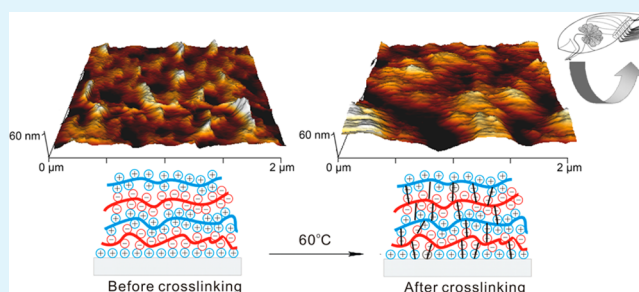 60 nm
0 µm
2 µm
60 nm
0 µm
2 µm
60°C
Before crosslinking
After crosslinking